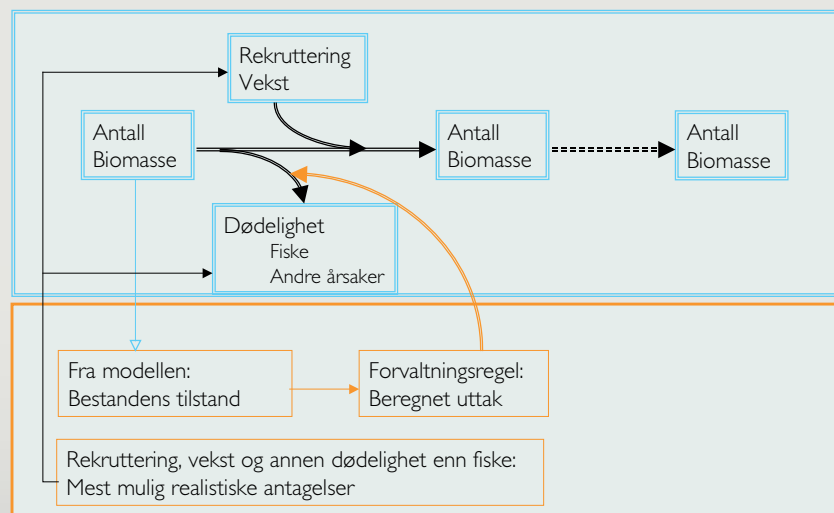 Rekruttering
Vekst
Antall
Biomasse
Antall
Biomasse
Antall
Biomasse
Dødelighet
Fiske
Andre årsaker
Fra modellen:
Bestandens tilstand
Forvaltningsregel:
Beregnet uttak
Rekruttering, vekst og annen dødelighet enn fiske:
Mest mulig realistiske antagelser